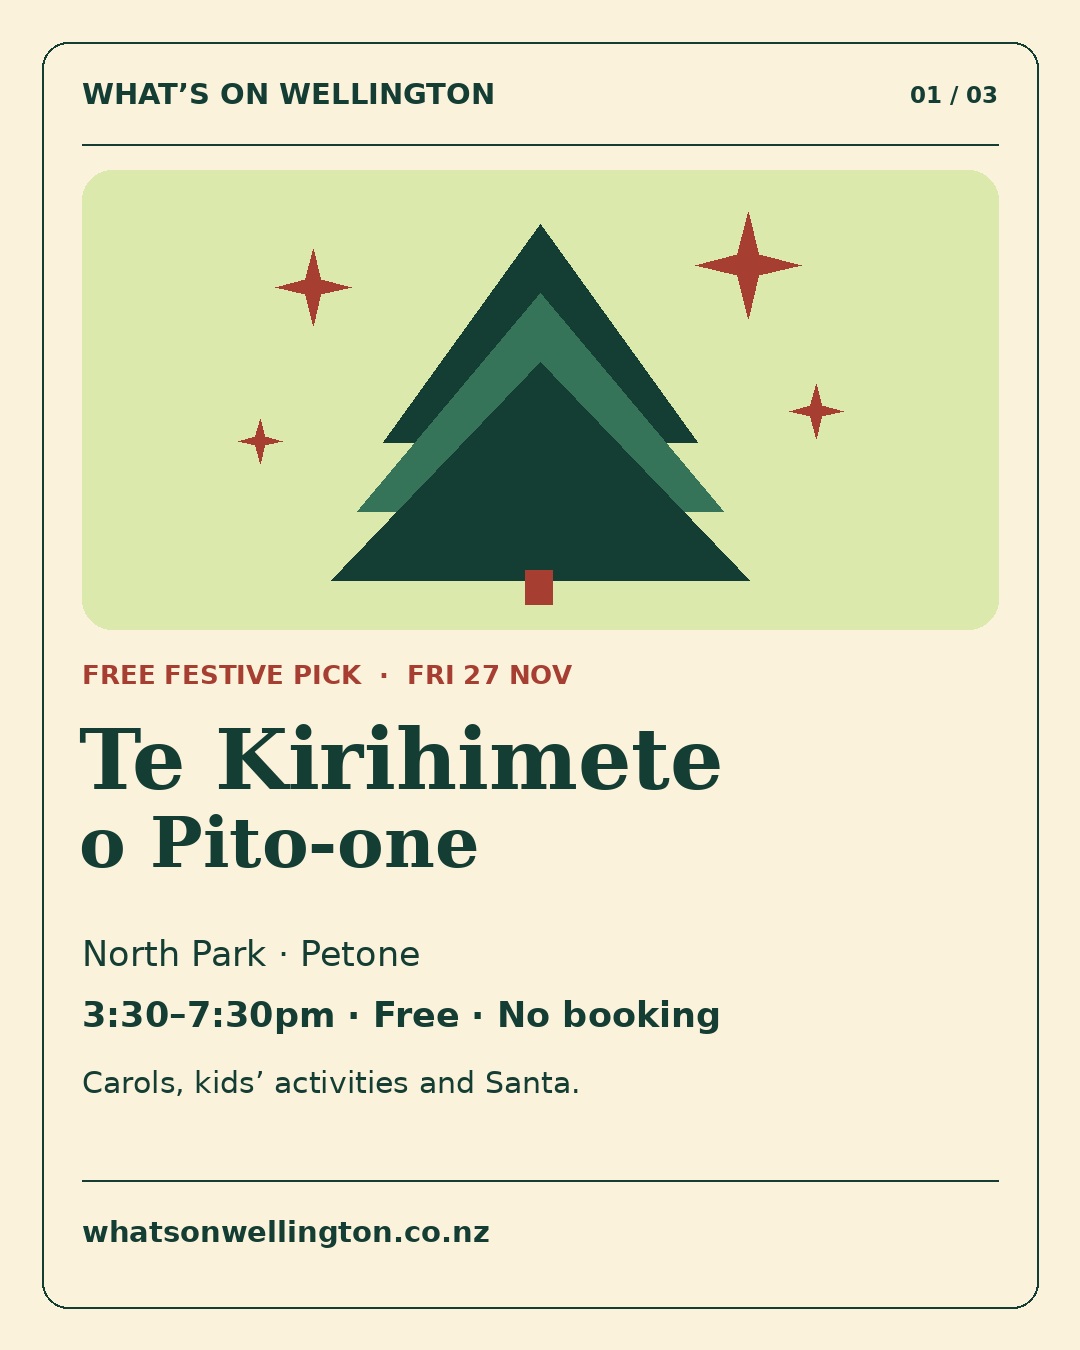 WHAT’S ON WELLINGTON
01 / 03
FREE FESTIVE PICK · FRI 27 NOV
Te Kirihimete
o Pito-one
North Park · Petone
3:30–7:30pm · Free · No booking
Carols, kids’ activities and Santa.
whatsonwellington.co.nz